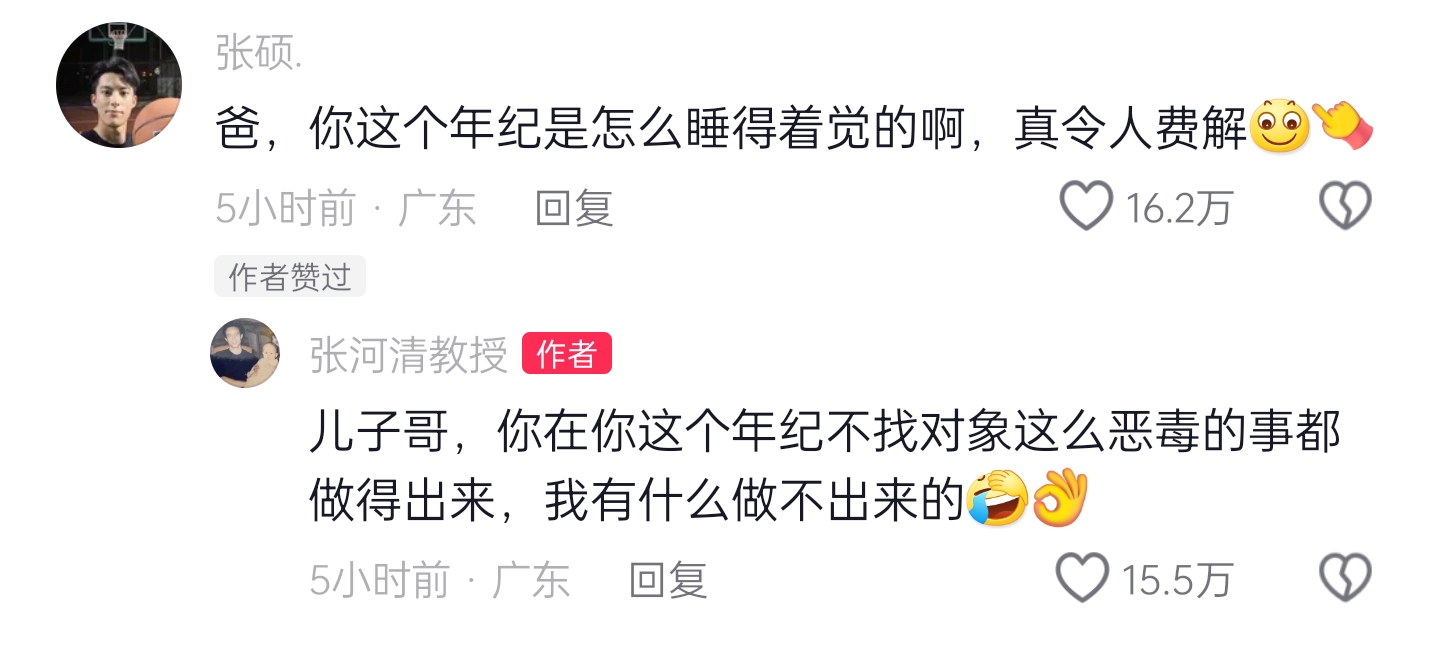 张硕.
爸，你这个年纪是怎么睡得着觉的啊，真令人费解
5小时前 · 广东 回复 16.2万
作者赞过
张河清教授 作者
儿子哥，你在你这个年纪不找对象这么恶毒的事都
做得出来，我有什么做不出来的
5小时前 · 广东 回复 15.5万